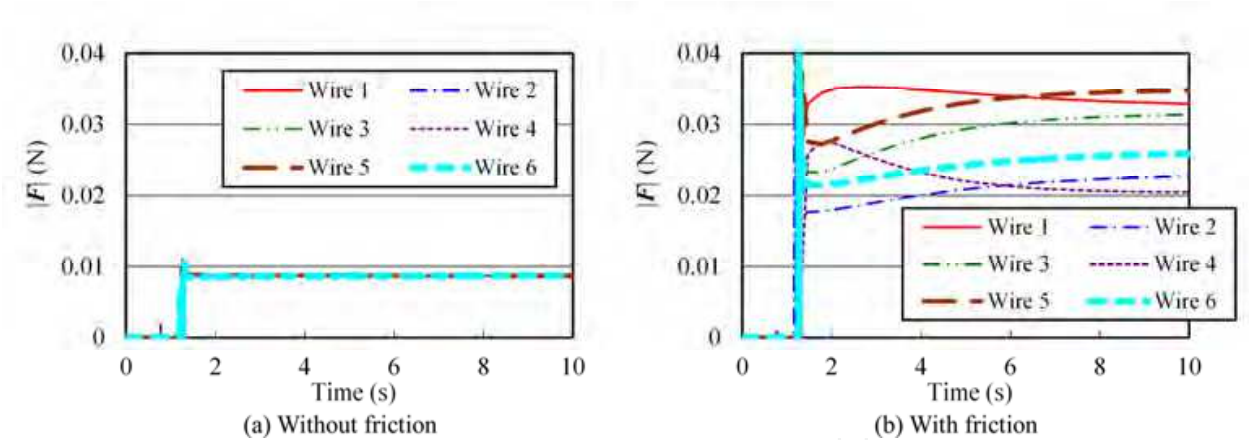 0.04
0.03
0.02
0.01
0
|F| (N)
Wire 1
Wire 2
Wire 3
Wire 4
Wire 5
Wire 6
0 2 4 6 8 10
Time (s)
(a) Without friction
0.04
0.03
0.02
0.01
0
|F| (N)
Wire 1
Wire 2
Wire 3
Wire 4
Wire 5
Wire 6
0 2 4 6 8 10
Time (s)
(b) With friction